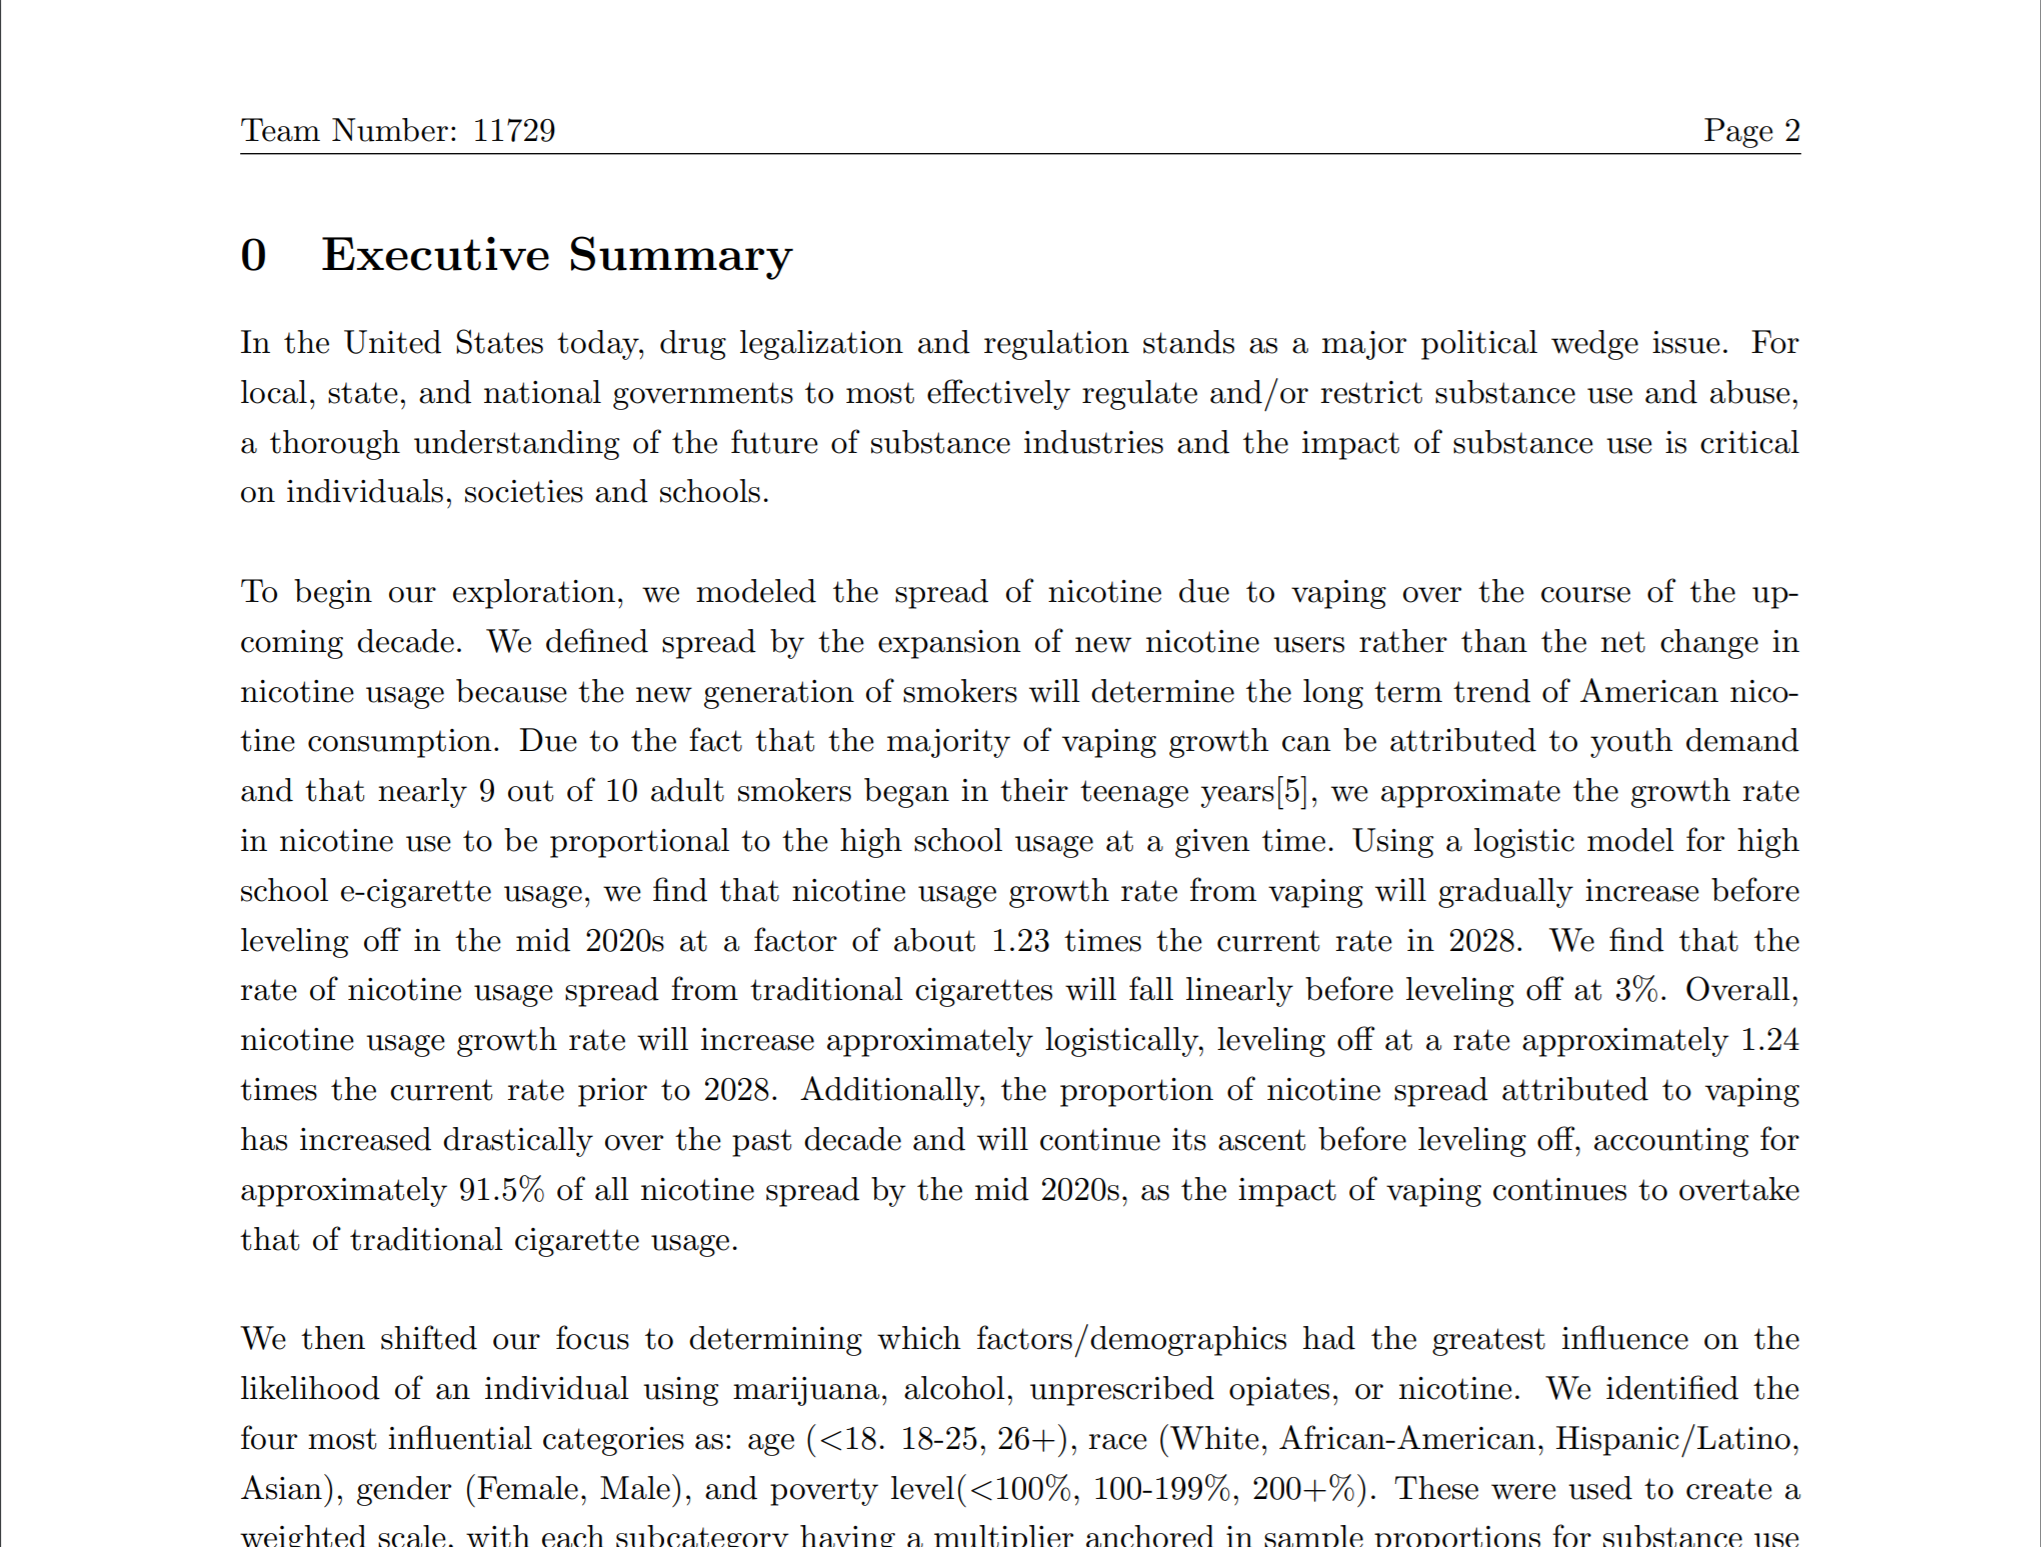 Team Number: 11729 Page 2
0 Executive Summary
In the United States today, drug legalization and regulation stands as a major political wedge issue. For
local, state, and national governments to most effectively regulate and/or restrict substance use and abuse,
a thorough understanding of the future of substance industries and the impact of substance use is critical
on individuals, societies and schools.
To begin our exploration, we modeled the spread of nicotine due to vaping over the course of the up-
coming decade. We defined spread by the expansion of new nicotine users rather than the net change in
nicotine usage because the new generation of smokers will determine the long term trend of American nico-
tine consumption. Due to the fact that the majority of vaping growth can be attributed to youth demand
and that nearly 9 out of 10 adult smokers began in their teenage years[5], we approximate the growth rate
in nicotine use to be proportional to the high school usage at a given time. Using a logistic model for high
school e-cigarette usage, we find that nicotine usage growth rate from vaping will gradually increase before
leveling off in the mid 2020s at a factor of about 1.23 times the current rate in 2028. We find that the
rate of nicotine usage spread from traditional cigarettes will fall linearly before leveling off at 3%. Overall,
nicotine usage growth rate will increase approximately logistically, leveling off at a rate approximately 1.24
times the current rate prior to 2028. Additionally, the proportion of nicotine spread attributed to vaping
has increased drastically over the past decade and will continue its ascent before leveling off, accounting for
approximately 91.5% of all nicotine spread by the mid 2020s, as the impact of vaping continues to overtake
that of traditional cigarette usage.
We then shifted our focus to determining which factors/demographics had the greatest influence on the
likelihood of an individual using marijuana, alcohol, unprescribed opiates, or nicotine. We identified the
four most influential categories as: age (<18. 18-25, 26+), race (White, African-American, Hispanic/Latino,
Asian), gender (Female, Male), and poverty level(<100%, 100-199%, 200+%). These were used to create a
weighted scale, with each subcategory having a multiplier anchored in sample proportions for substance use